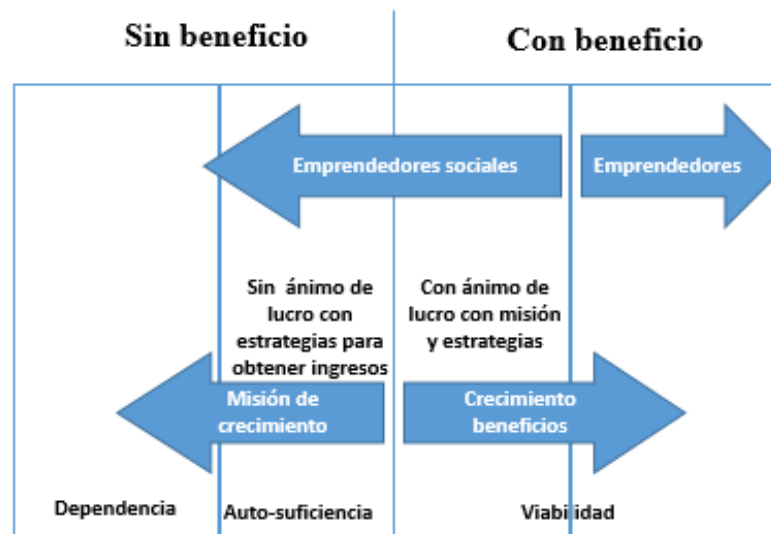 Sin beneficio
Con beneficio
Emprendedores sociales
Emprendedores
Sin ánimo de
lucro con
estrategias para
obtener ingresos
Con ánimo de
lucro con misión
y estrategias
Misión de
crecimiento
Crecimiento
beneficios
Dependencia
Auto-suficiencia
Viabilidad